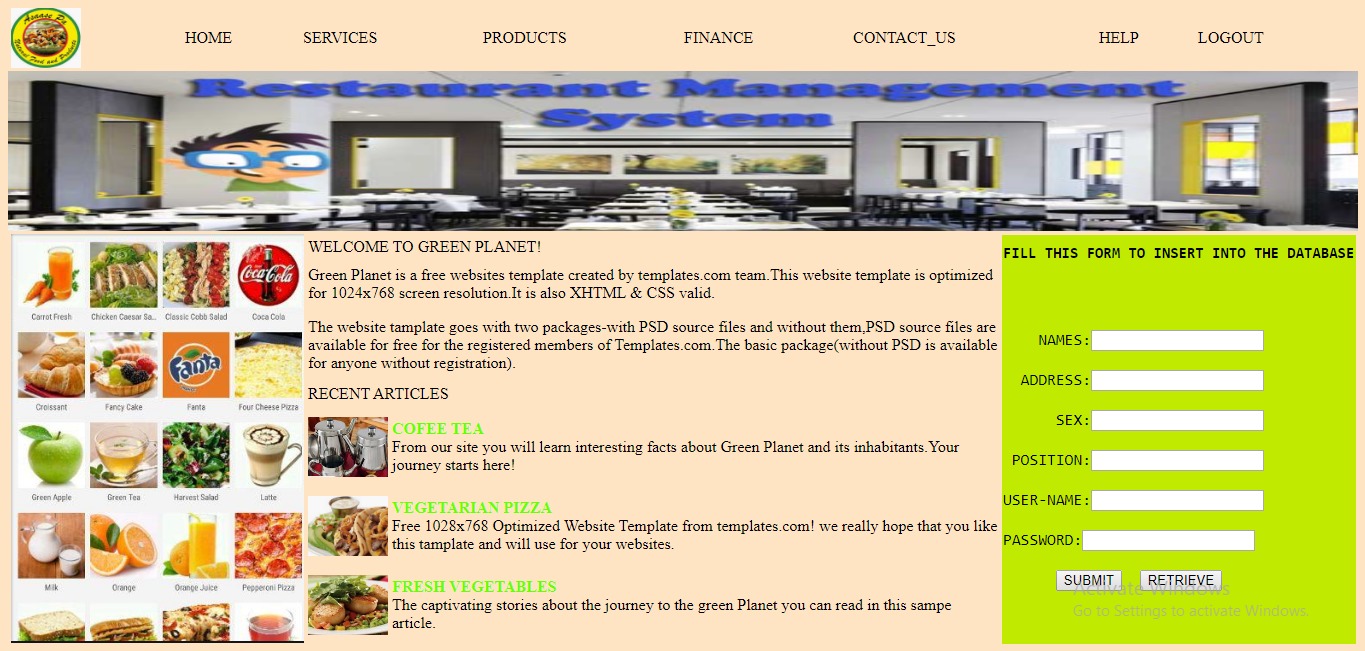 Asaase Pa
Natural Food and Products
HOME SERVICES PRODUCTS FINANCE CONTACT_US HELP LOGOUT
Restaurant Management
System
Carrot Fresh Chicken Caesar Sa... Classic Cobb Salad Coca Cola
Coca-Cola
Croissant Fancy Cake Fanta Four Cheese Pizza
Fanta
Green Apple Green Tea Harvest Salad Latte
Milk Orange Orange Juice Pepperoni Pizza
WELCOME TO GREEN PLANET!
Green Planet is a free websites template created by templates.com team.This website template is optimized
for 1024x768 screen resolution.It is also XHTML & CSS valid.
The website tamplate goes with two packages-with PSD source files and without them,PSD source files are
available for free for the registered members of Templates.com.The basic package(without PSD is available
for anyone without registration).
RECENT ARTICLES
COFEE TEA
From our site you will learn interesting facts about Green Planet and its inhabitants.Your
journey starts here!
VEGETARIAN PIZZA
Free 1028x768 Optimized Website Template from templates.com! we really hope that you like
this tamplate and will use for your websites.
FRESH VEGETABLES
The captivating stories about the journey to the green Planet you can read in this sampe
article.
FILL THIS FORM TO INSERT INTO THE DATABASE
NAMES:
ADDRESS:
SEX:
POSITION:
USER-NAME:
PASSWORD:
SUBMIT RETRIEVE
Activate Windows
Go to Settings to activate Windows.